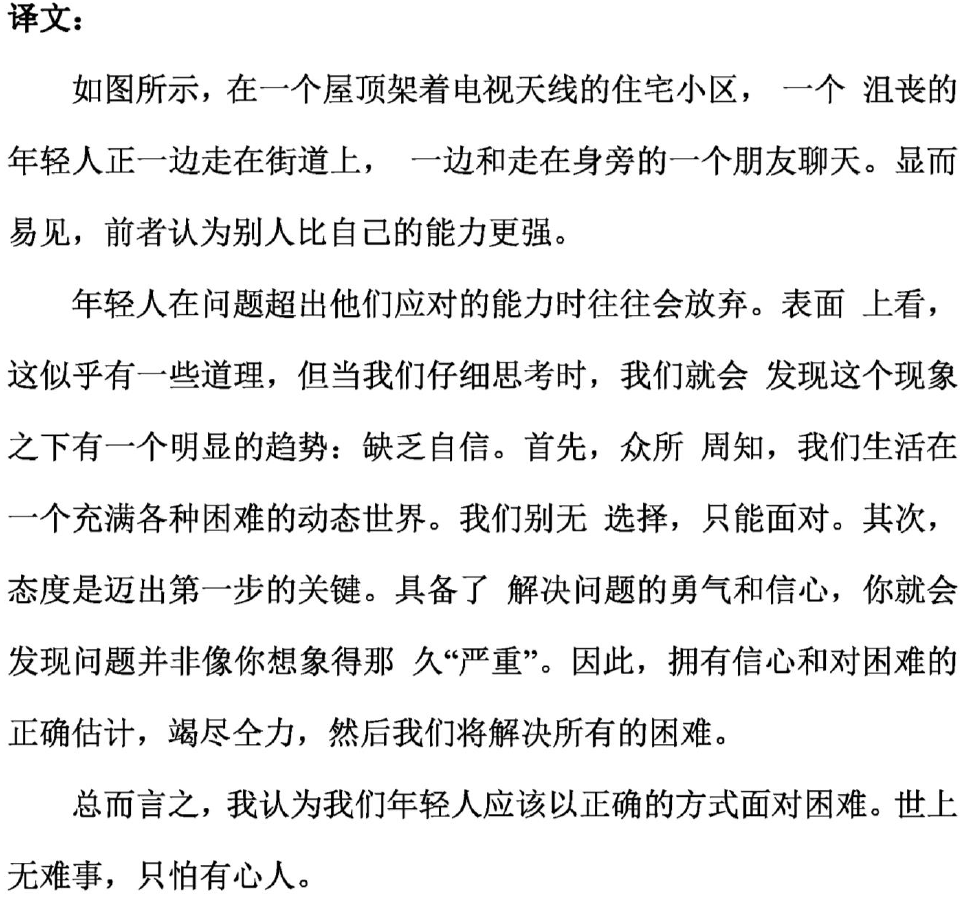 译文：
如图所示，在一个屋顶架着电视天线的住宅小区， 一个 沮丧的
年轻人正一边走在街道上， 一边和走在身旁的一个朋友聊天。显而
易见，前者认为别人比自己的能力更强。
年轻人在问题超出他们应对的能力时往往会放弃。表面 上看，
这似乎有一些道理，但当我们仔细思考时，我们就会 发现这个现象
之下有一个明显的趋势：缺乏自信。首先，众所 周知，我们生活在
一个充满各种困难的动态世界。我们别无 选择，只能面对。其次，
态度是迈出第一步的关键。具备了 解决问题的勇气和信心，你就会
发现问题并非像你想象得那 久“严重”。因此，拥有信心和对困难的
正确估计，竭尽仝力，然后我们将解决所有的困难。
总而言之，我认为我们年轻人应该以正确的方式面对困难。世上
无难事，只怕有心人。